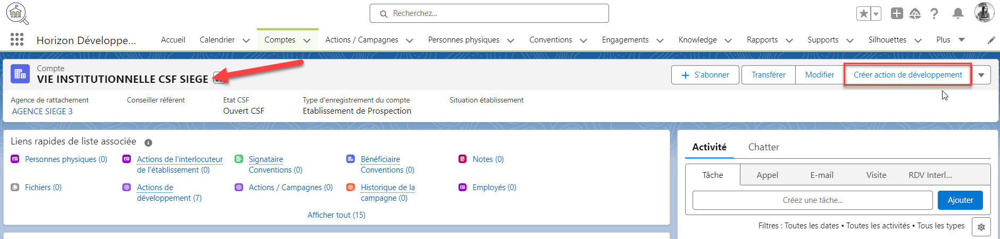 Recherchez...
Horizon Développe...
Accueil
Calendrier
Comptes
Actions / Campagnes
Personnes physiques
Conventions
Engagements
Knowledge
Rapports
Supports
Silhouettes
Plus
Compte
VIE INSTITUTIONNELLE CSF SIEGE
S'abonner
Transférer
Modifier
Créer action de développement
Agence de rattachement
AGENCE SIEGE 3
Conseiller référent
Etat CSF
Ouvert CSF
Type d'enregistrement du compte
Etablissement de Prospection
Situation établissement
Liens rapides de liste associée
Personnes physiques (0)
Actions de l'interlocuteur
de l'établissement (0)
Signataire
Conventions (0)
Bénéficiaire
Conventions (0)
Notes (0)
Fichiers (0)
Actions de
développement (7)
Actions / Campagnes (0)
Historique de la
campagne (0)
Employés (0)
Afficher tout (15)
Activité
Chatter
Tâche
Appel
E-mail
Visite
RDV Interl...
Créez une tâche...
Ajouter
Filtres : Toutes les dates • Toutes les activités • Tous les types